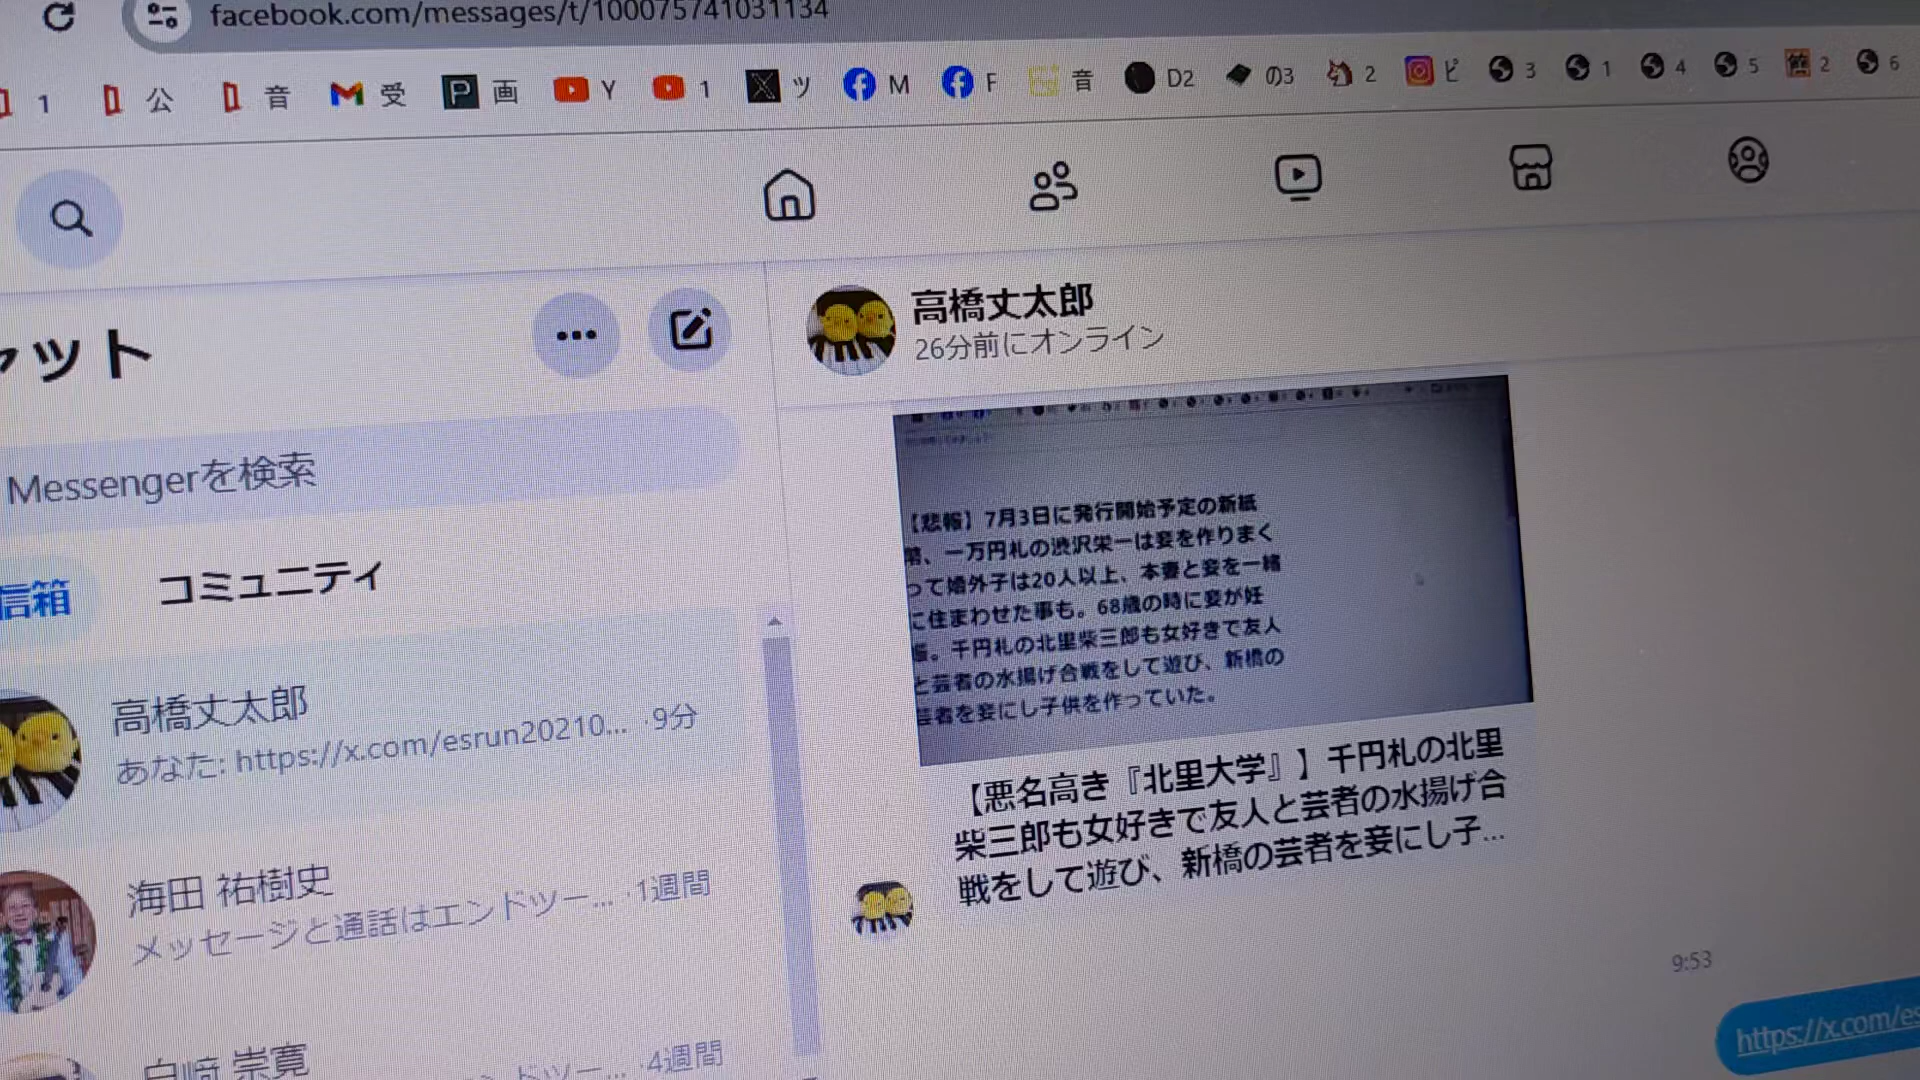 facebook.com/messages/t/100075741031134
1 公 音 受 画 Y 1 ツ M F 音 D2 の3 2 ピ 3 1 4 5 2 6
ャット
Messengerを検索
信箱 コミュニティ
高橋丈太郎
あなた: https://x.com/esrun20210... ·9分
海田 祐樹史
メッセージと通話はエンドツー... ·1週間
白崎 崇寛
ンドツー... ·4週間
高橋丈太郎
26分前にオンライン
【悲報】7月3日に発行開始予定の新紙
幣、一万円札の渋沢栄一は妾を作りまく
って婚外子は20人以上、本妻と妾を一緒
に住まわせた事も。68歳の時に妾が妊
娠。千円札の北里柴三郎も女好きで友人
と芸者の水揚げ合戦をして遊び、新橋の
芸者を妾にし子供を作っていた。
【悪名高き『北里大学』】千円札の北里
柴三郎も女好きで友人と芸者の水揚げ合
戦をして遊び、新橋の芸者を妾にし子...
9:53
https://x.com/es